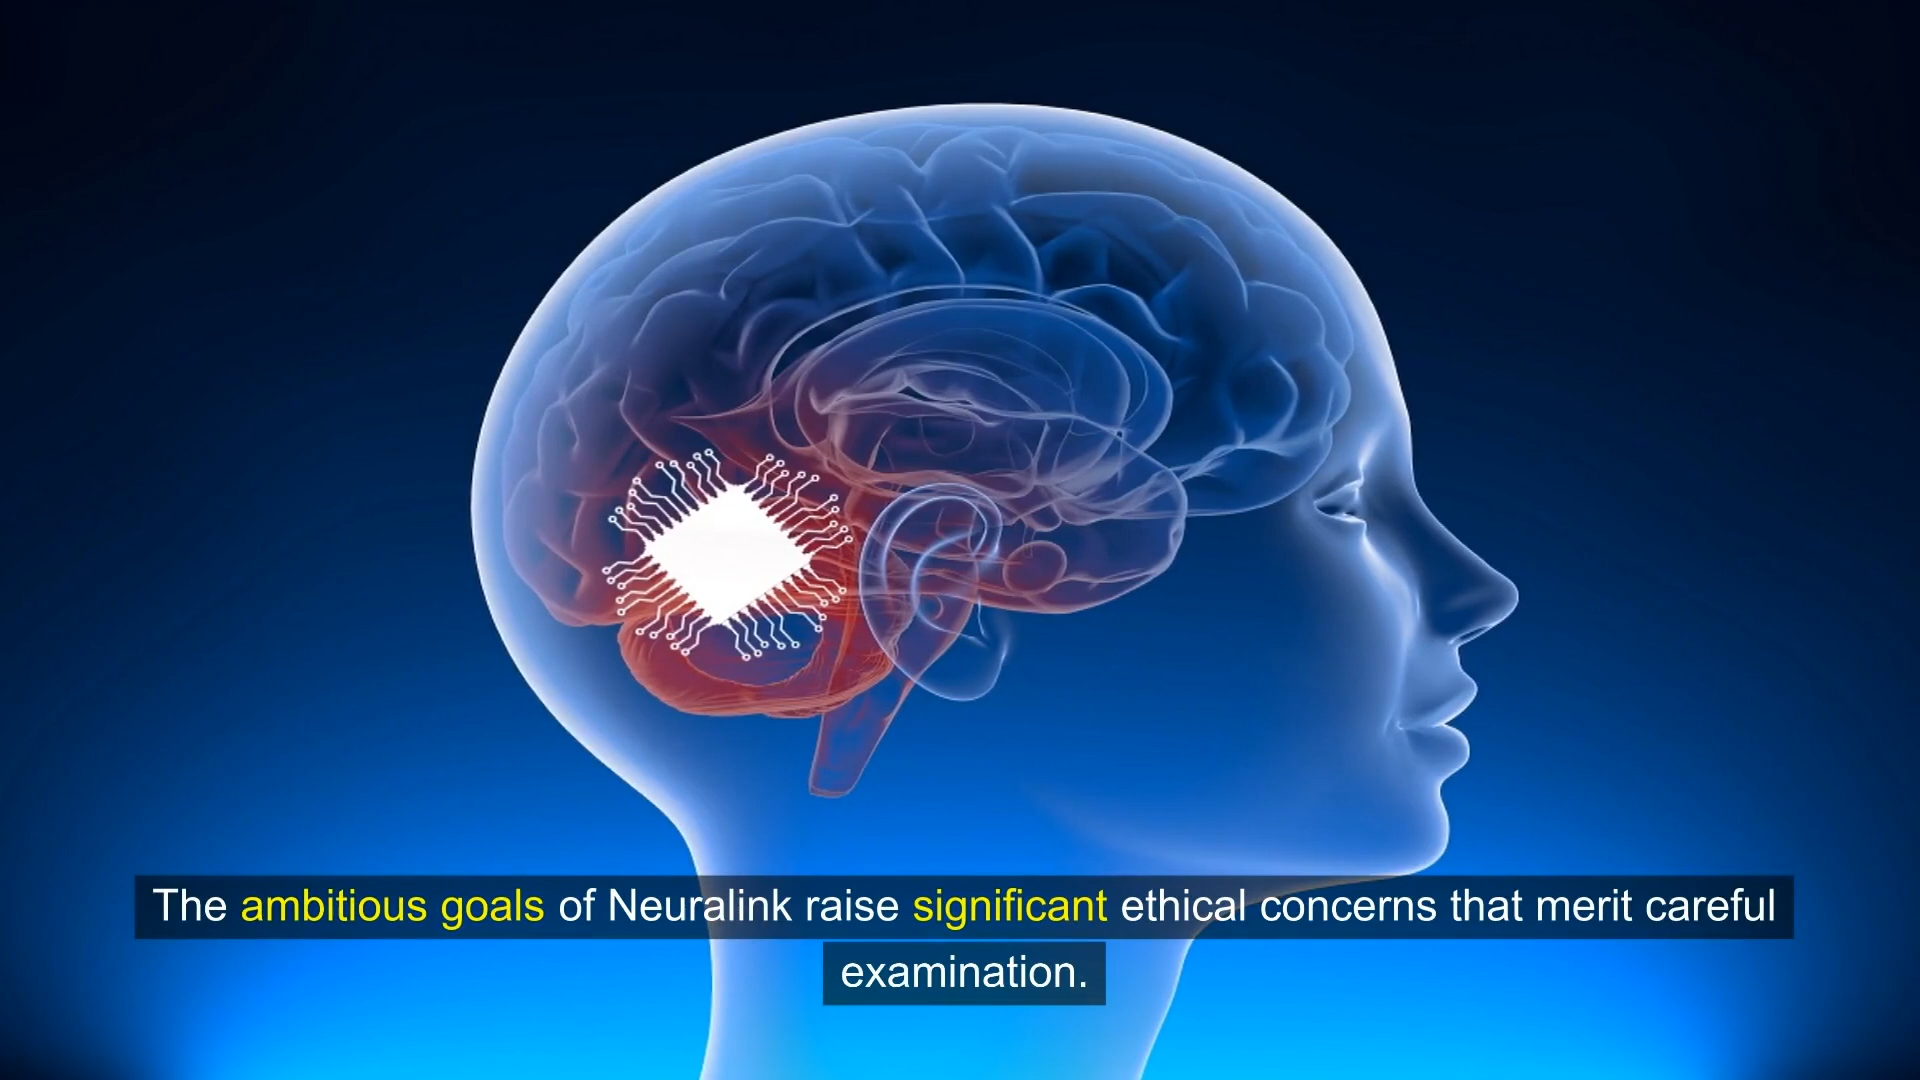 The ambitious goals of Neuralink raise significant ethical concerns that merit careful
examination.